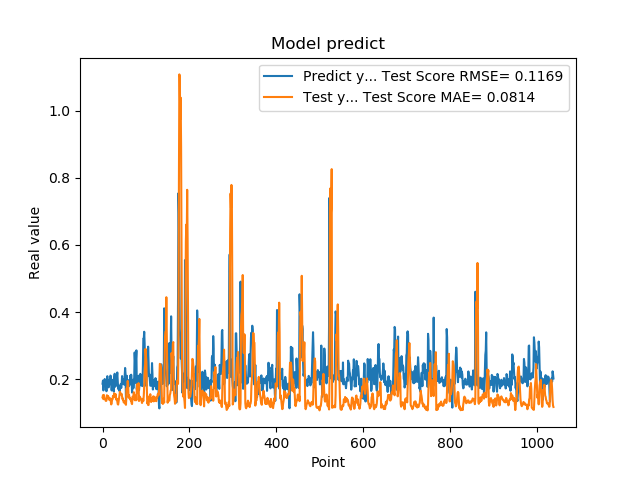 Model predict
Predict y... Test Score RMSE= 0.1169
Test y... Test Score MAE= 0.0814
1.0
0.8
0.6
0.4
0.2
Real value
0
200
400
600
800
1000
Point